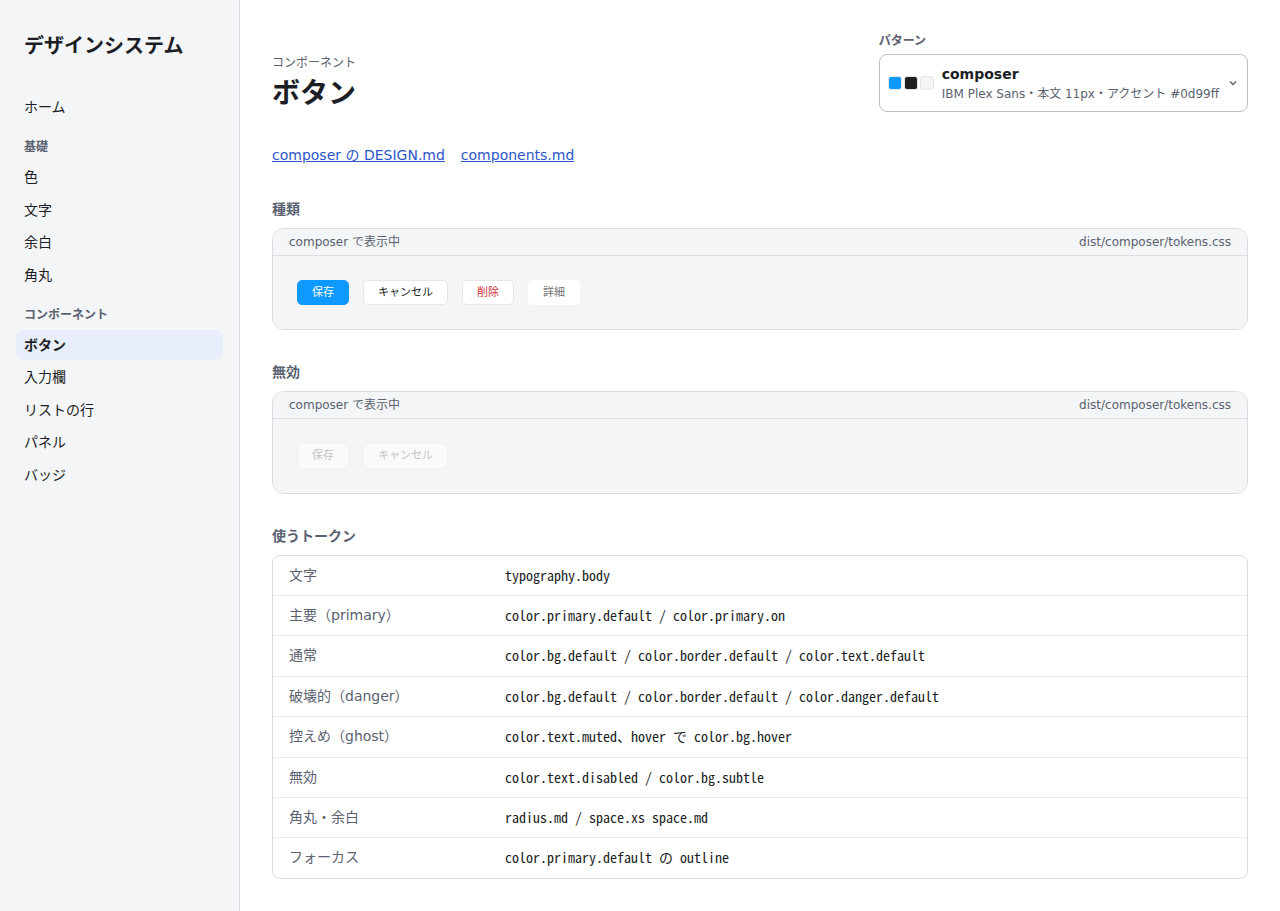 デザインシステム
ホーム
基礎
色
文字
余白
角丸
コンポーネント
ボタン
入力欄
リストの行
パネル
バッジ
コンポーネント
ボタン
パターン
composer
IBM Plex Sans・本文 11px・アクセント #0d99ff
composer の DESIGN.md components.md
種類
composer で表示中 dist/composer/tokens.css
保存 キャンセル 削除 詳細
無効
composer で表示中 dist/composer/tokens.css
保存 キャンセル
使うトークン
文字 typography.body
主要（primary） color.primary.default / color.primary.on
通常 color.bg.default / color.border.default / color.text.default
破壊的（danger） color.bg.default / color.border.default / color.danger.default
控えめ（ghost） color.text.muted、hover で color.bg.hover
無効 color.text.disabled / color.bg.subtle
角丸・余白 radius.md / space.xs space.md
フォーカス color.primary.default の outline